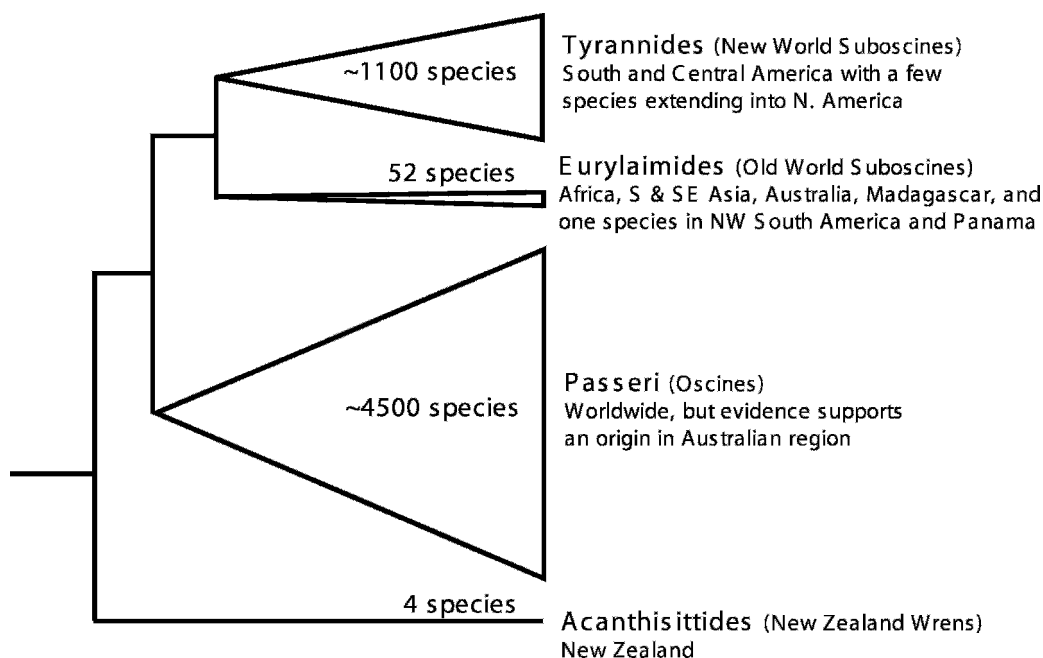 ~1100 species
Tyrannides (New World Suboscines)
South and Central America with a few
species extending into N. America
52 species
Eurylaimides (Old World Suboscines)
Africa, S & SE Asia, Australia, Madagascar, and
one species in NW South America and Panama
~4500 species
Passeri (Oscines)
Worldwide, but evidence supports
an origin in Australian region
4 species
Acanthisittides (New Zealand Wrens)
New Zealand